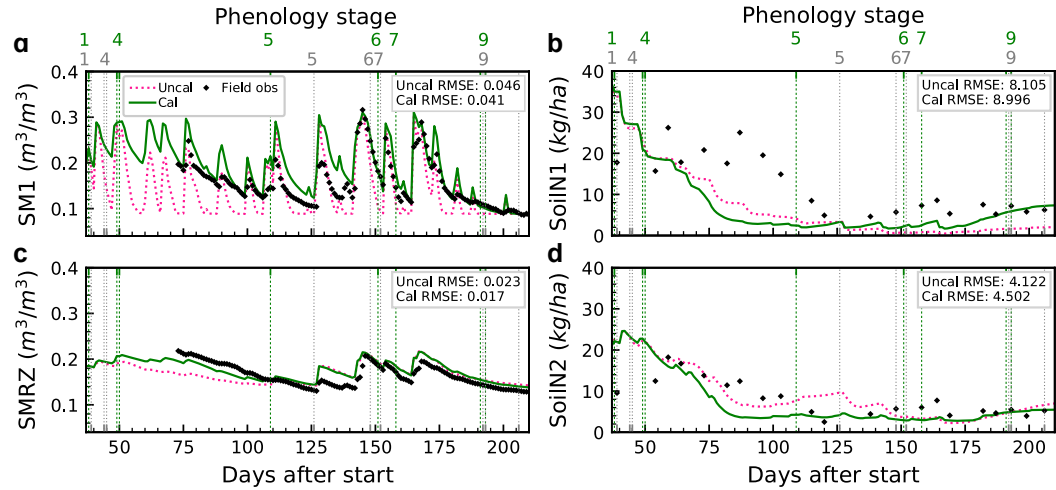 Phenology stage
Phenology stage
a
1 4 5 6 7 9
1 4 5 67 9
b
1 4 5 6 7 9
1 4 5 67 9
0.4
0.3
0.2
0.1
SM1 (m³/m³)
Uncal
Cal
Field obs
Uncal RMSE: 0.046
Cal RMSE: 0.041
40
30
20
10
0
SoilN1 (kg/ha)
Uncal RMSE: 8.105
Cal RMSE: 8.996
c
0.4
0.3
0.2
0.1
SMRZ (m³/m³)
Uncal RMSE: 0.023
Cal RMSE: 0.017
50 75 100 125 150 175 200
Days after start
d
40
30
20
10
0
SoilN2 (kg/ha)
Uncal RMSE: 4.122
Cal RMSE: 4.502
50 75 100 125 150 175 200
Days after start